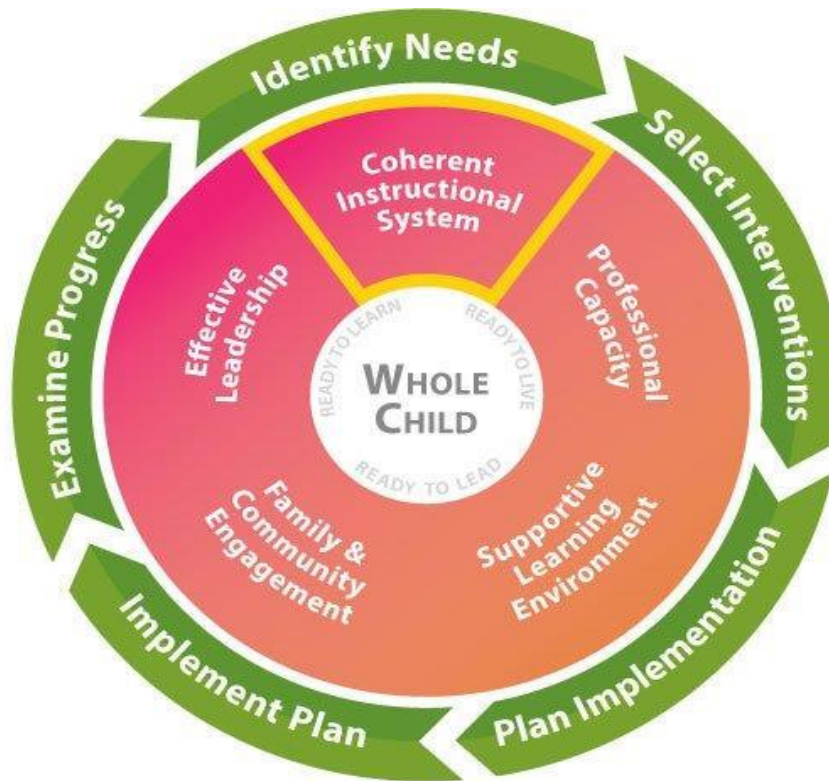 Identify Needs
Select Interventions
Plan Implementation
Implement Plan
Examine Progress
Coherent
Instructional
System
Professional
Capacity
Supportive
Learning
Environment
Family &
Community
Engagement
Effective
Leadership
READY TO LEARN
READY TO LIVE
WHOLE
CHILD
READY TO LEAD